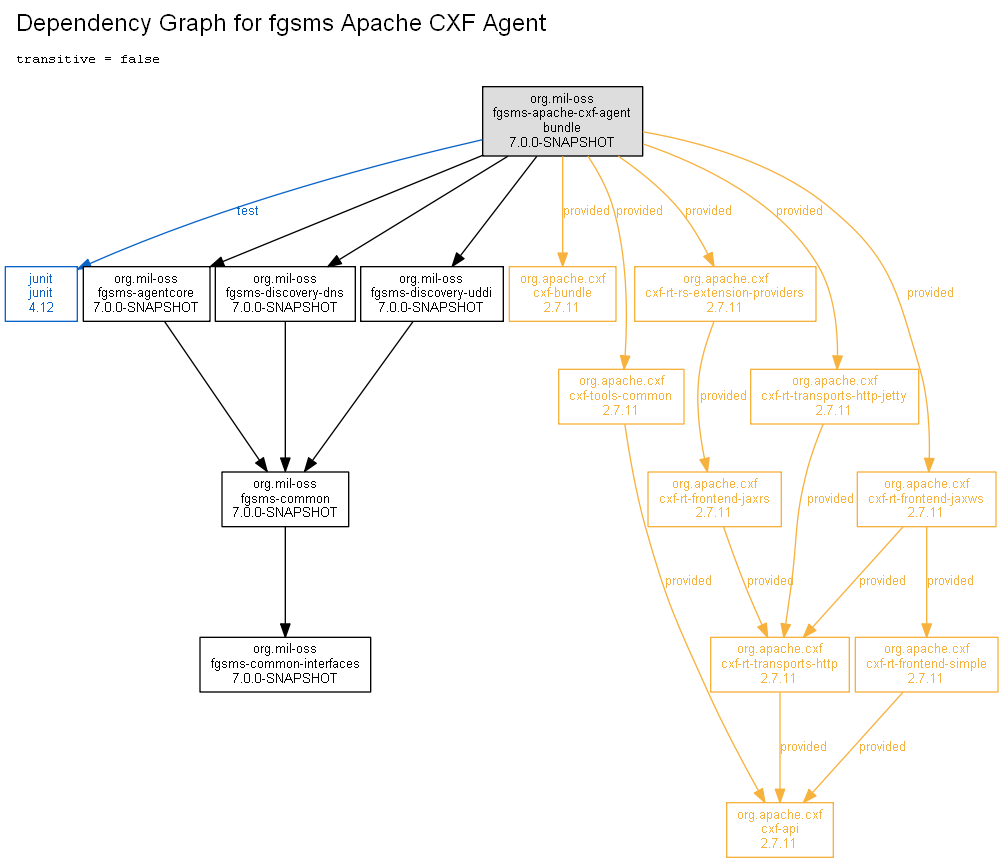 Dependency Graph for fgsms Apache CXF Agent
transitive = false
org.mil-oss
fgsms-apache-cxf-agent
bundle
7.0.0-SNAPSHOT
test
provided
provided
provided
provided
provided
junit
junit
4.12
org.mil-oss
fgsms-agentcore
7.0.0-SNAPSHOT
org.mil-oss
fgsms-discovery-dns
7.0.0-SNAPSHOT
org.mil-oss
fgsms-discovery-uddi
7.0.0-SNAPSHOT
org.apache.cxf
cxf-bundle
2.7.11
org.apache.cxf
cxf-rt-rs-extension-providers
2.7.11
org.apache.cxf
cxf-tools-common
2.7.11
provided
org.apache.cxf
cxf-rt-transports-http-jetty
2.7.11
org.mil-oss
fgsms-common
7.0.0-SNAPSHOT
org.apache.cxf
cxf-rt-frontend-jaxrs
2.7.11
provided
org.apache.cxf
cxf-rt-frontend-jaxws
2.7.11
provided
provided
provided
provided
org.mil-oss
fgsms-common-interfaces
7.0.0-SNAPSHOT
org.apache.cxf
cxf-rt-transports-http
2.7.11
org.apache.cxf
cxf-rt-frontend-simple
2.7.11
provided
provided
org.apache.cxf
cxf-api
2.7.11